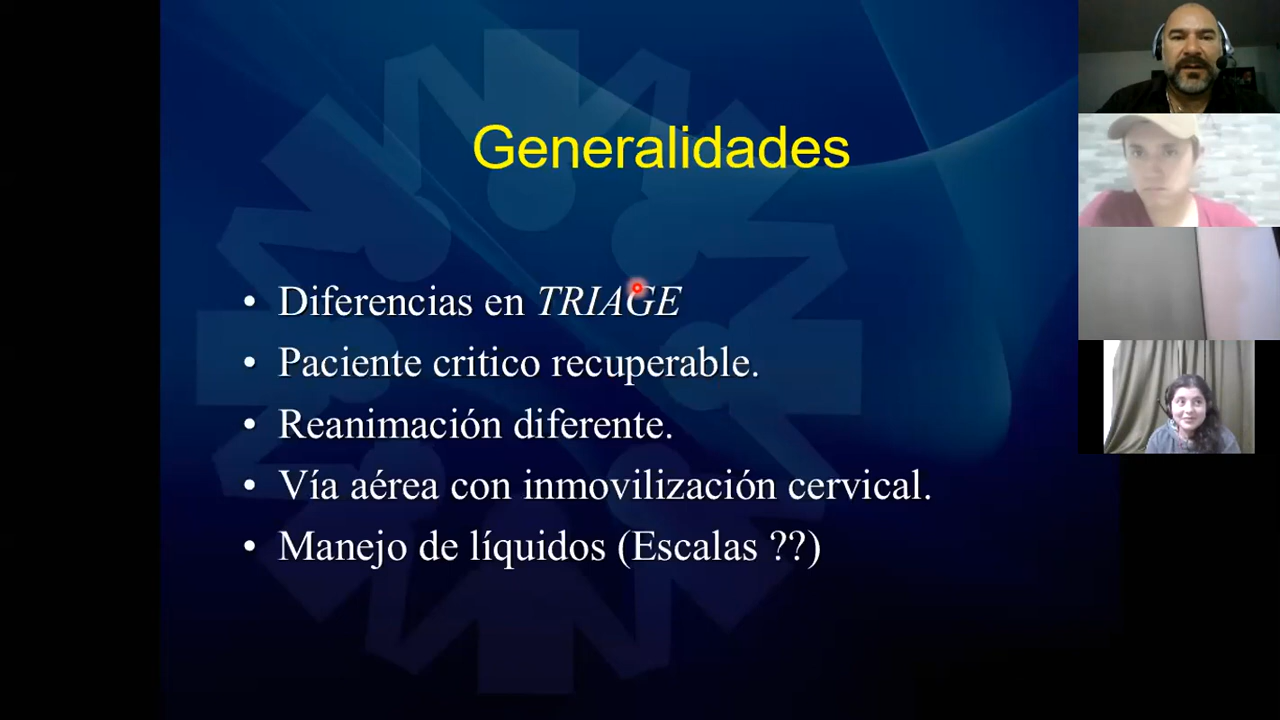 Generalidades
• Diferencias en TRIAGE
• Paciente critico recuperable.
• Reanimación diferente.
• Vía aérea con inmovilización cervical.
• Manejo de líquidos (Escalas ??)